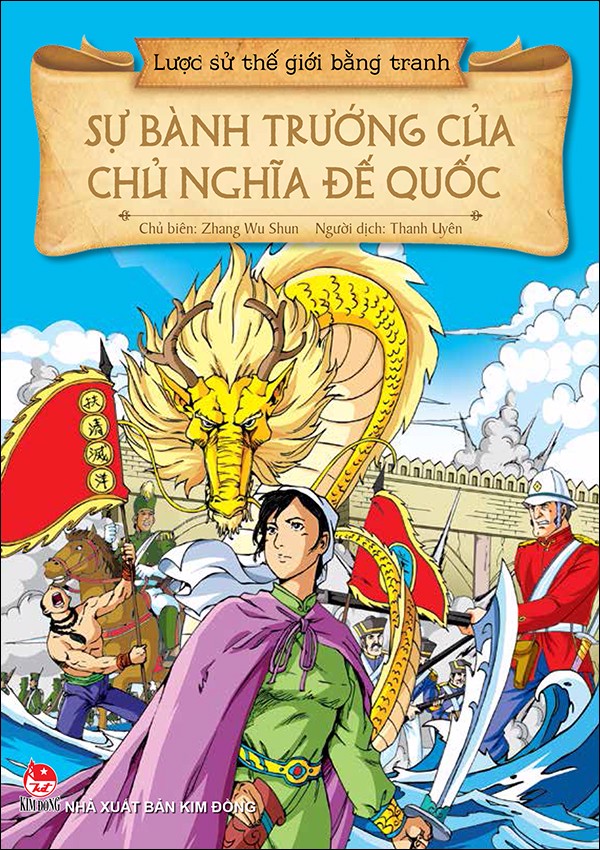 Lược sử thế giới bằng tranh
SỰ BÀNH TRƯỚNG CỦA
CHỦ NGHĨA ĐẾ QUỐC
Chủ biên: Zhang Wu Shun Người dịch: Thanh Uyên
扶
清
滅
洋
KIM ĐỒNG
NHÀ XUẤT BẢN KIM ĐỒNG